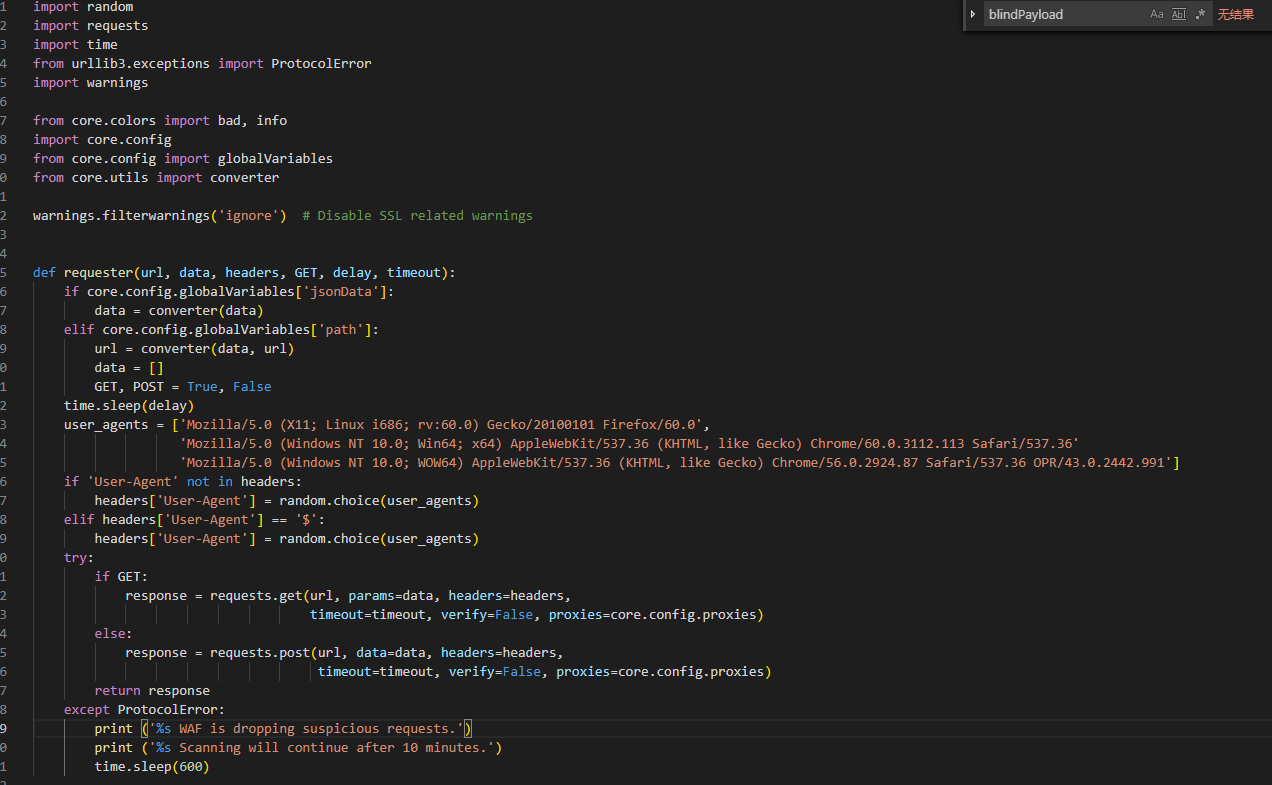 1 import random
2 import requests
3 import time
4 from urllib3.exceptions import ProtocolError
5 import warnings
6
7 from core.colors import bad, info
8 import core.config
9 from core.config import globalVariables
0 from core.utils import converter
1
2 warnings.filterwarnings('ignore')  # Disable SSL related warnings
3
4
5 def requester(url, data, headers, GET, delay, timeout):
6     if core.config.globalVariables['jsonData']:
7         data = converter(data)
8     elif core.config.globalVariables['path']:
9         url = converter(data, url)
0         data = []
1         GET, POST = True, False
2     time.sleep(delay)
3     user_agents = ['Mozilla/5.0 (X11; Linux i686; rv:60.0) Gecko/20100101 Firefox/60.0',
4                    'Mozilla/5.0 (Windows NT 10.0; Win64; x64) AppleWebKit/537.36 (KHTML, like Gecko) Chrome/60.0.3112.113 Safari/537.36'
5                    'Mozilla/5.0 (Windows NT 10.0; WOW64) AppleWebKit/537.36 (KHTML, like Gecko) Chrome/56.0.2924.87 Safari/537.36 OPR/43.0.2442.991']
6     if 'User-Agent' not in headers:
7         headers['User-Agent'] = random.choice(user_agents)
8     elif headers['User-Agent'] == '$':
9         headers['User-Agent'] = random.choice(user_agents)
0     try:
1         if GET:
2             response = requests.get(url, params=data, headers=headers,
3                                     timeout=timeout, verify=False, proxies=core.config.proxies)
4         else:
5             response = requests.post(url, data=data, headers=headers,
6                                      timeout=timeout, verify=False, proxies=core.config.proxies)
7         return response
8     except ProtocolError:
9         print ('%s WAF is dropping suspicious requests.')
0         print ('%s Scanning will continue after 10 minutes.')
1         time.sleep(600)
2
blindPayload Aa Abl .* 无结果